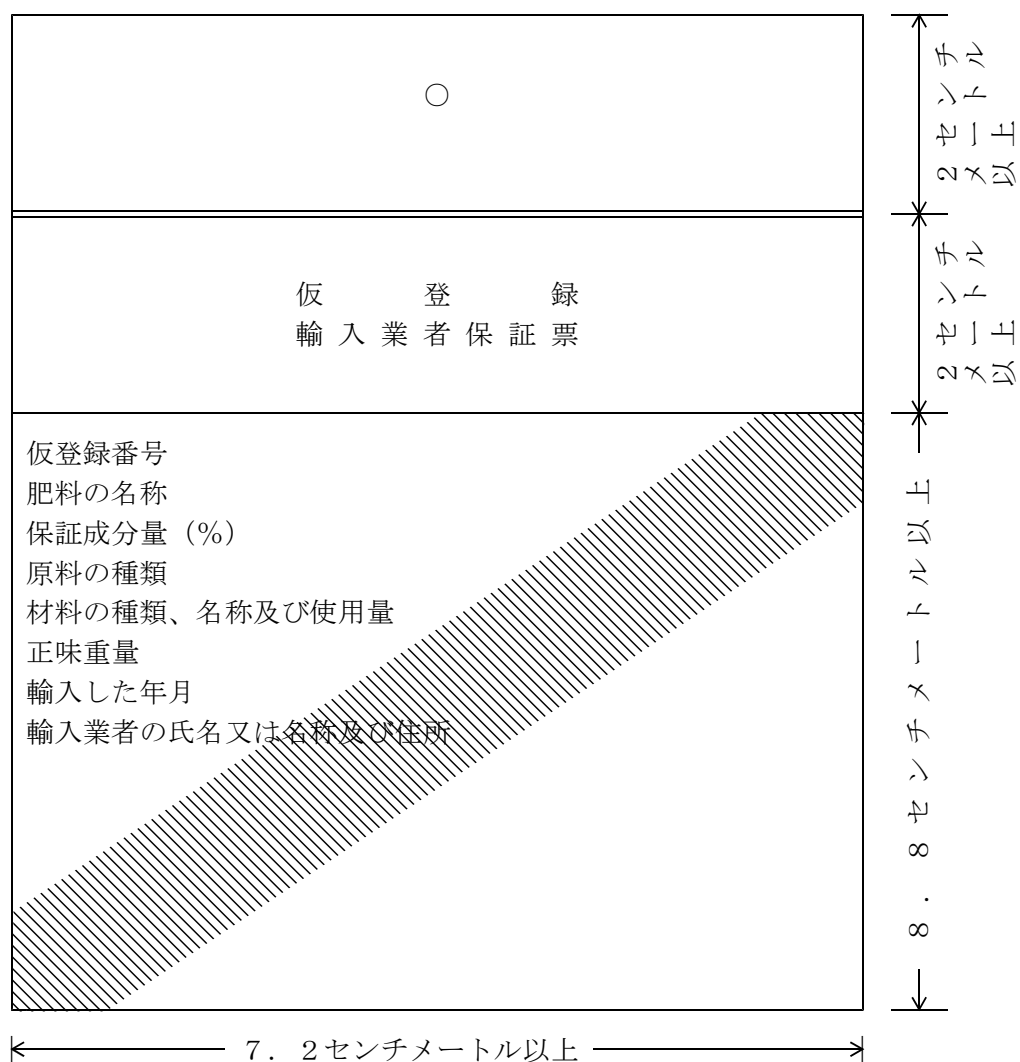 ○
仮登録
輸入業者保証票
仮登録番号
肥料の名称
保証成分量(%)
原料の種類
材料の種類、名称及び使用量
正味重量
輸入した年月
輸入業者の氏名又は名称及び住所
2センチ
メートル
以上
2センチ
メートル
以上
8.8センチメートル以上
7.2センチメートル以上